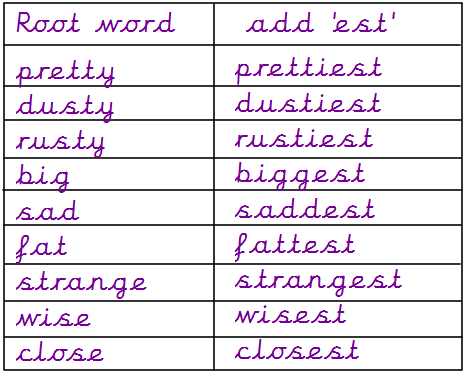 Root word add 'est'
pretty prettiest
dusty dustiest
rusty rustiest
big biggest
sad saddest
fat fattest
strange strangest
wise wisest
close closest